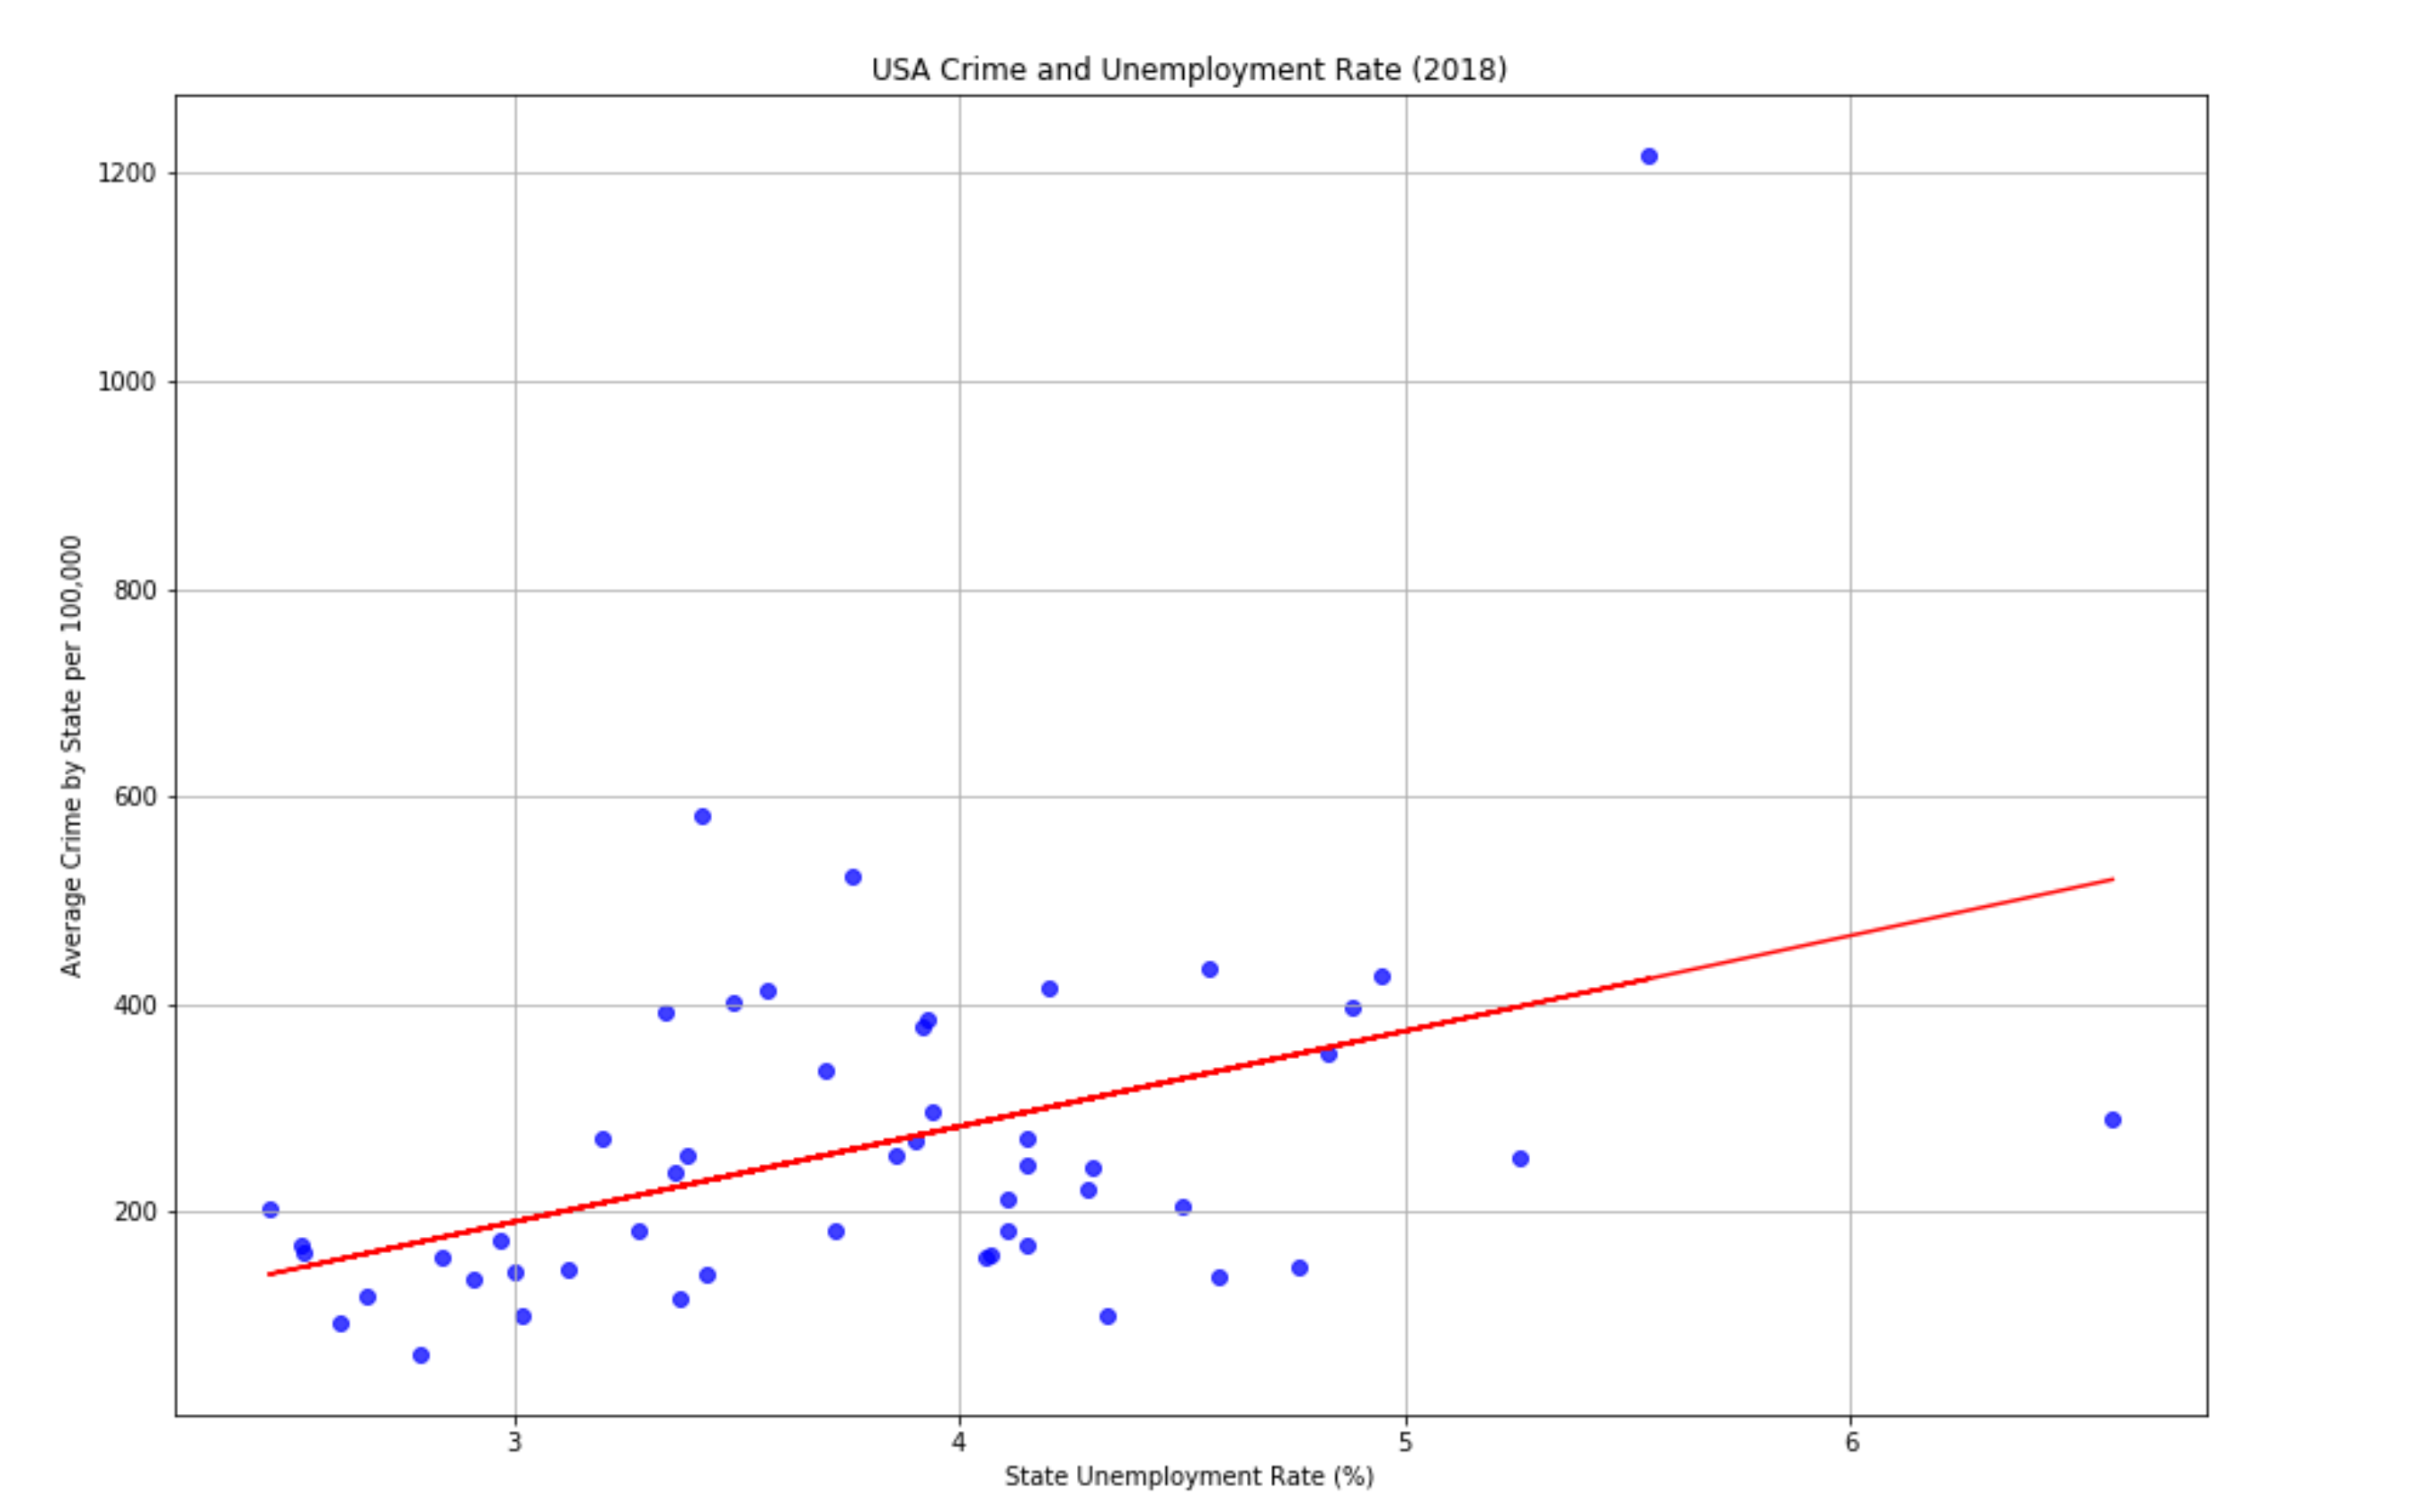 USA Crime and Unemployment Rate (2018)
1200
1000
800
600
400
200
Average Crime by State per 100,000
3 4 5 6
State Unemployment Rate (%)